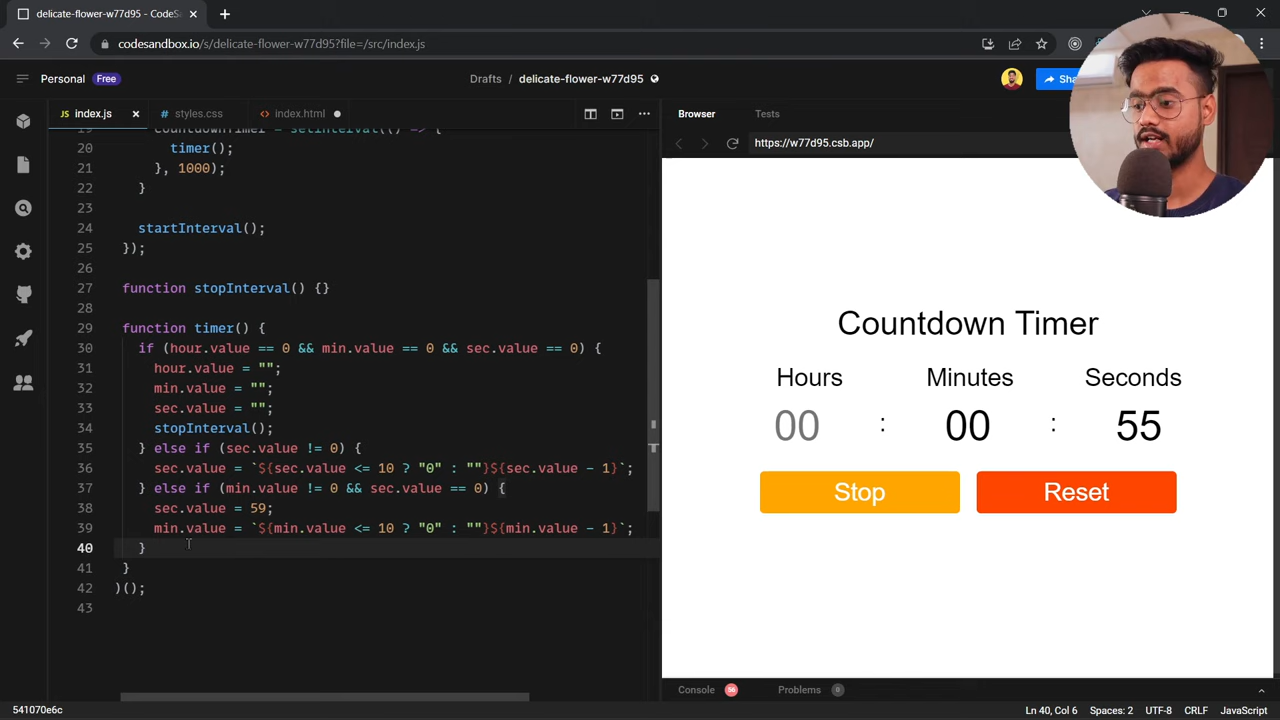 delicate-flower-w77d95 - CodeS
codesandbox.io/s/delicate-flower-w77d95?file=/src/index.js
Personal Free
Drafts / delicate-flower-w77d95
Sha
JS index.js
# styles.css
<> index.html
Browser
Tests
https://w77d95.csb.app/
19 countdownTimer = setInterval(() => {
20 timer();
21 }, 1000);
22 }
23
24 startInterval();
25 });
26
27 function stopInterval() {}
28
29 function timer() {
30 if (hour.value == 0 && min.value == 0 && sec.value == 0) {
31 hour.value = "";
32 min.value = "";
33 sec.value = "";
34 stopInterval();
35 } else if (sec.value != 0) {
36 sec.value = `${sec.value <= 10 ? "0" : ""}${sec.value - 1}`;
37 } else if (min.value != 0 && sec.value == 0) {
38 sec.value = 59;
39 min.value = `${min.value <= 10 ? "0" : ""}${min.value - 1}`;
40 }
41 }
42 )();
43
Countdown Timer
Hours Minutes Seconds
00 : 00 : 55
Stop Reset
Console 56 Problems 0
541070e6c
Ln 40, Col 6 Spaces: 2 UTF-8 CRLF JavaScript